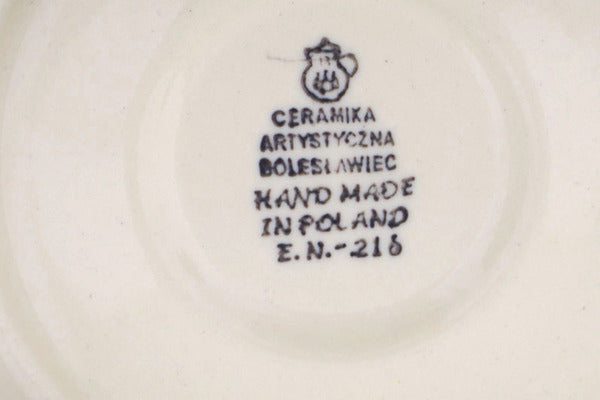 CERAMIKA
ARTYSTYCZNA
BOLESŁAWIEC
HAND MADE
IN POLAND
E.N.-218